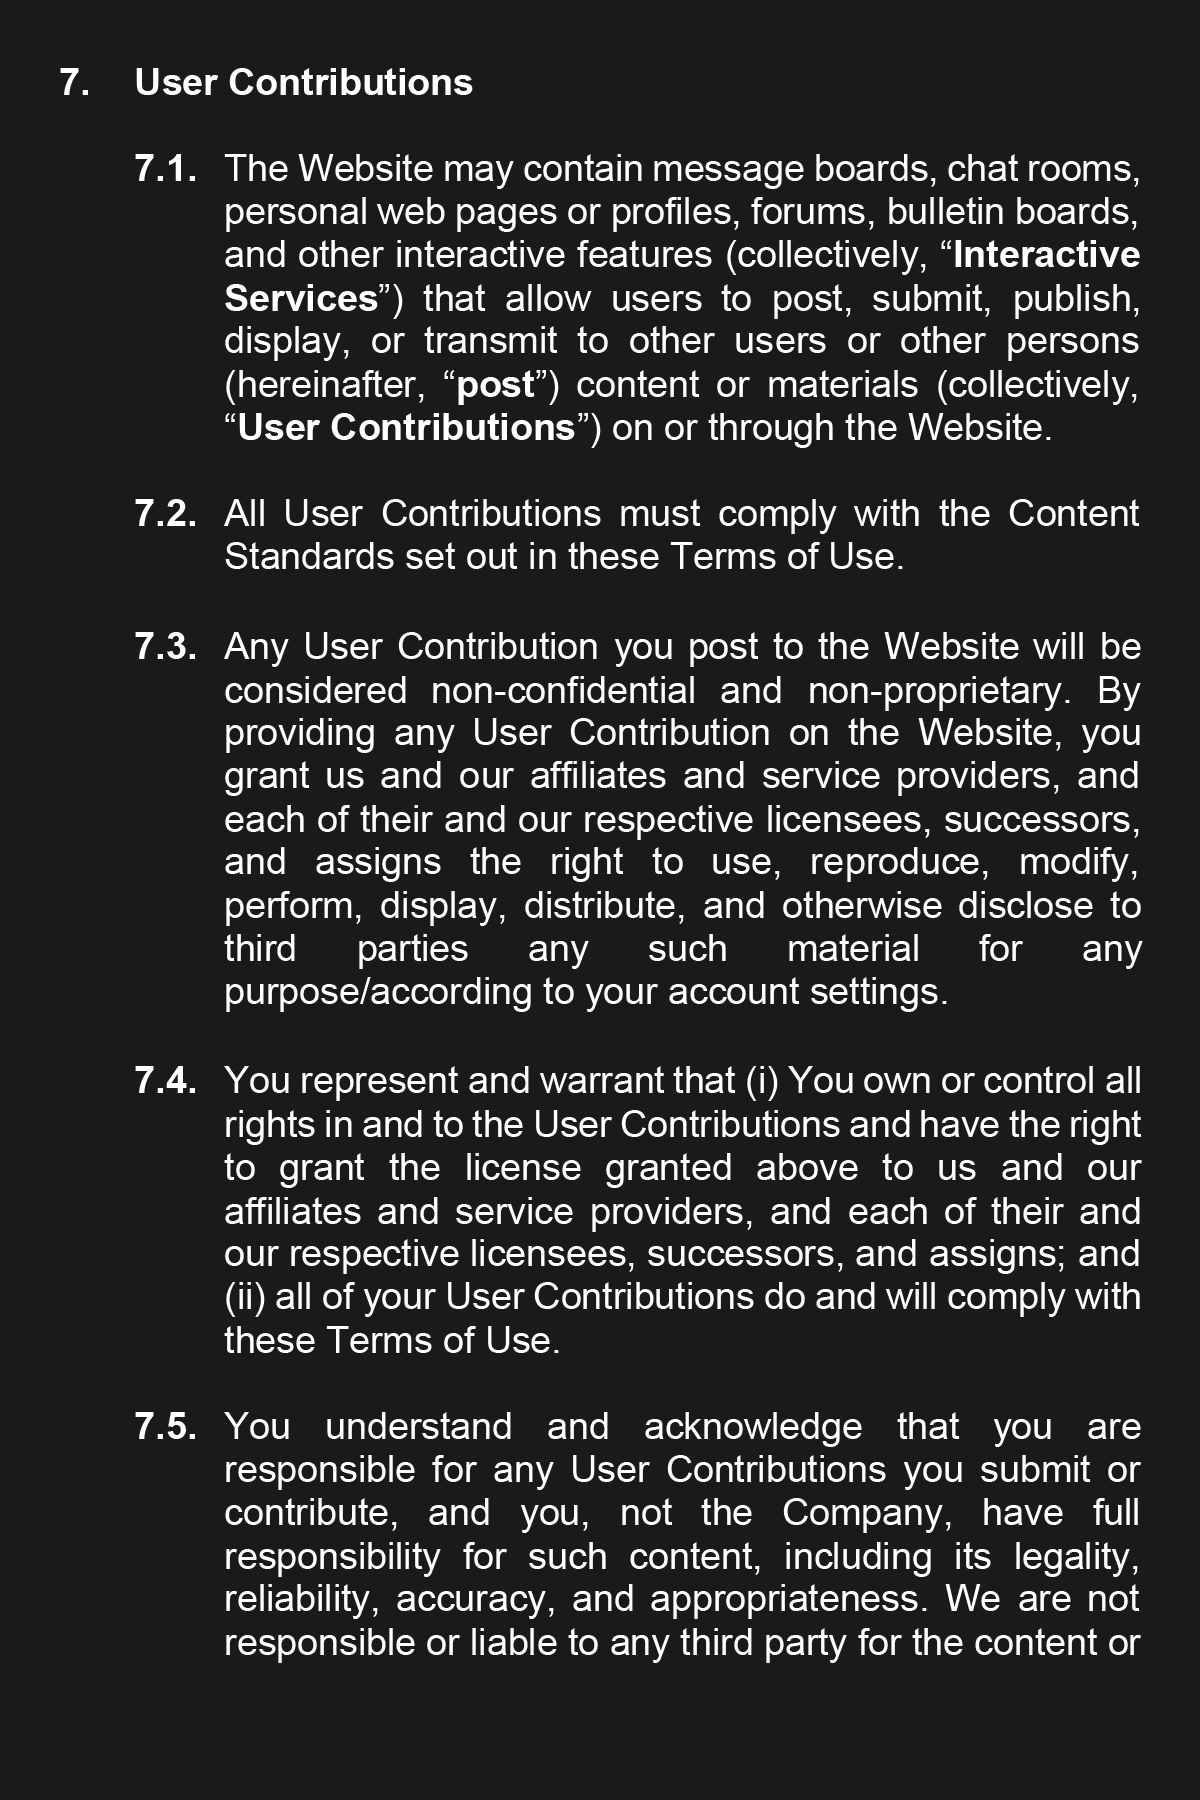 7. User Contributions
7.1. The Website may contain message boards, chat rooms,
personal web pages or profiles, forums, bulletin boards,
and other interactive features (collectively, “Interactive
Services”) that allow users to post, submit, publish,
display, or transmit to other users or other persons
(hereinafter, “post”) content or materials (collectively,
“User Contributions”) on or through the Website.
7.2. All User Contributions must comply with the Content
Standards set out in these Terms of Use.
7.3. Any User Contribution you post to the Website will be
considered non-confidential and non-proprietary. By
providing any User Contribution on the Website, you
grant us and our affiliates and service providers, and
each of their and our respective licensees, successors,
and assigns the right to use, reproduce, modify,
perform, display, distribute, and otherwise disclose to
third parties any such material for any
purpose/according to your account settings.
7.4. You represent and warrant that (i) You own or control all
rights in and to the User Contributions and have the right
to grant the license granted above to us and our
affiliates and service providers, and each of their and
our respective licensees, successors, and assigns; and
(ii) all of your User Contributions do and will comply with
these Terms of Use.
7.5. You understand and acknowledge that you are
responsible for any User Contributions you submit or
contribute, and you, not the Company, have full
responsibility for such content, including its legality,
reliability, accuracy, and appropriateness. We are not
responsible or liable to any third party for the content or